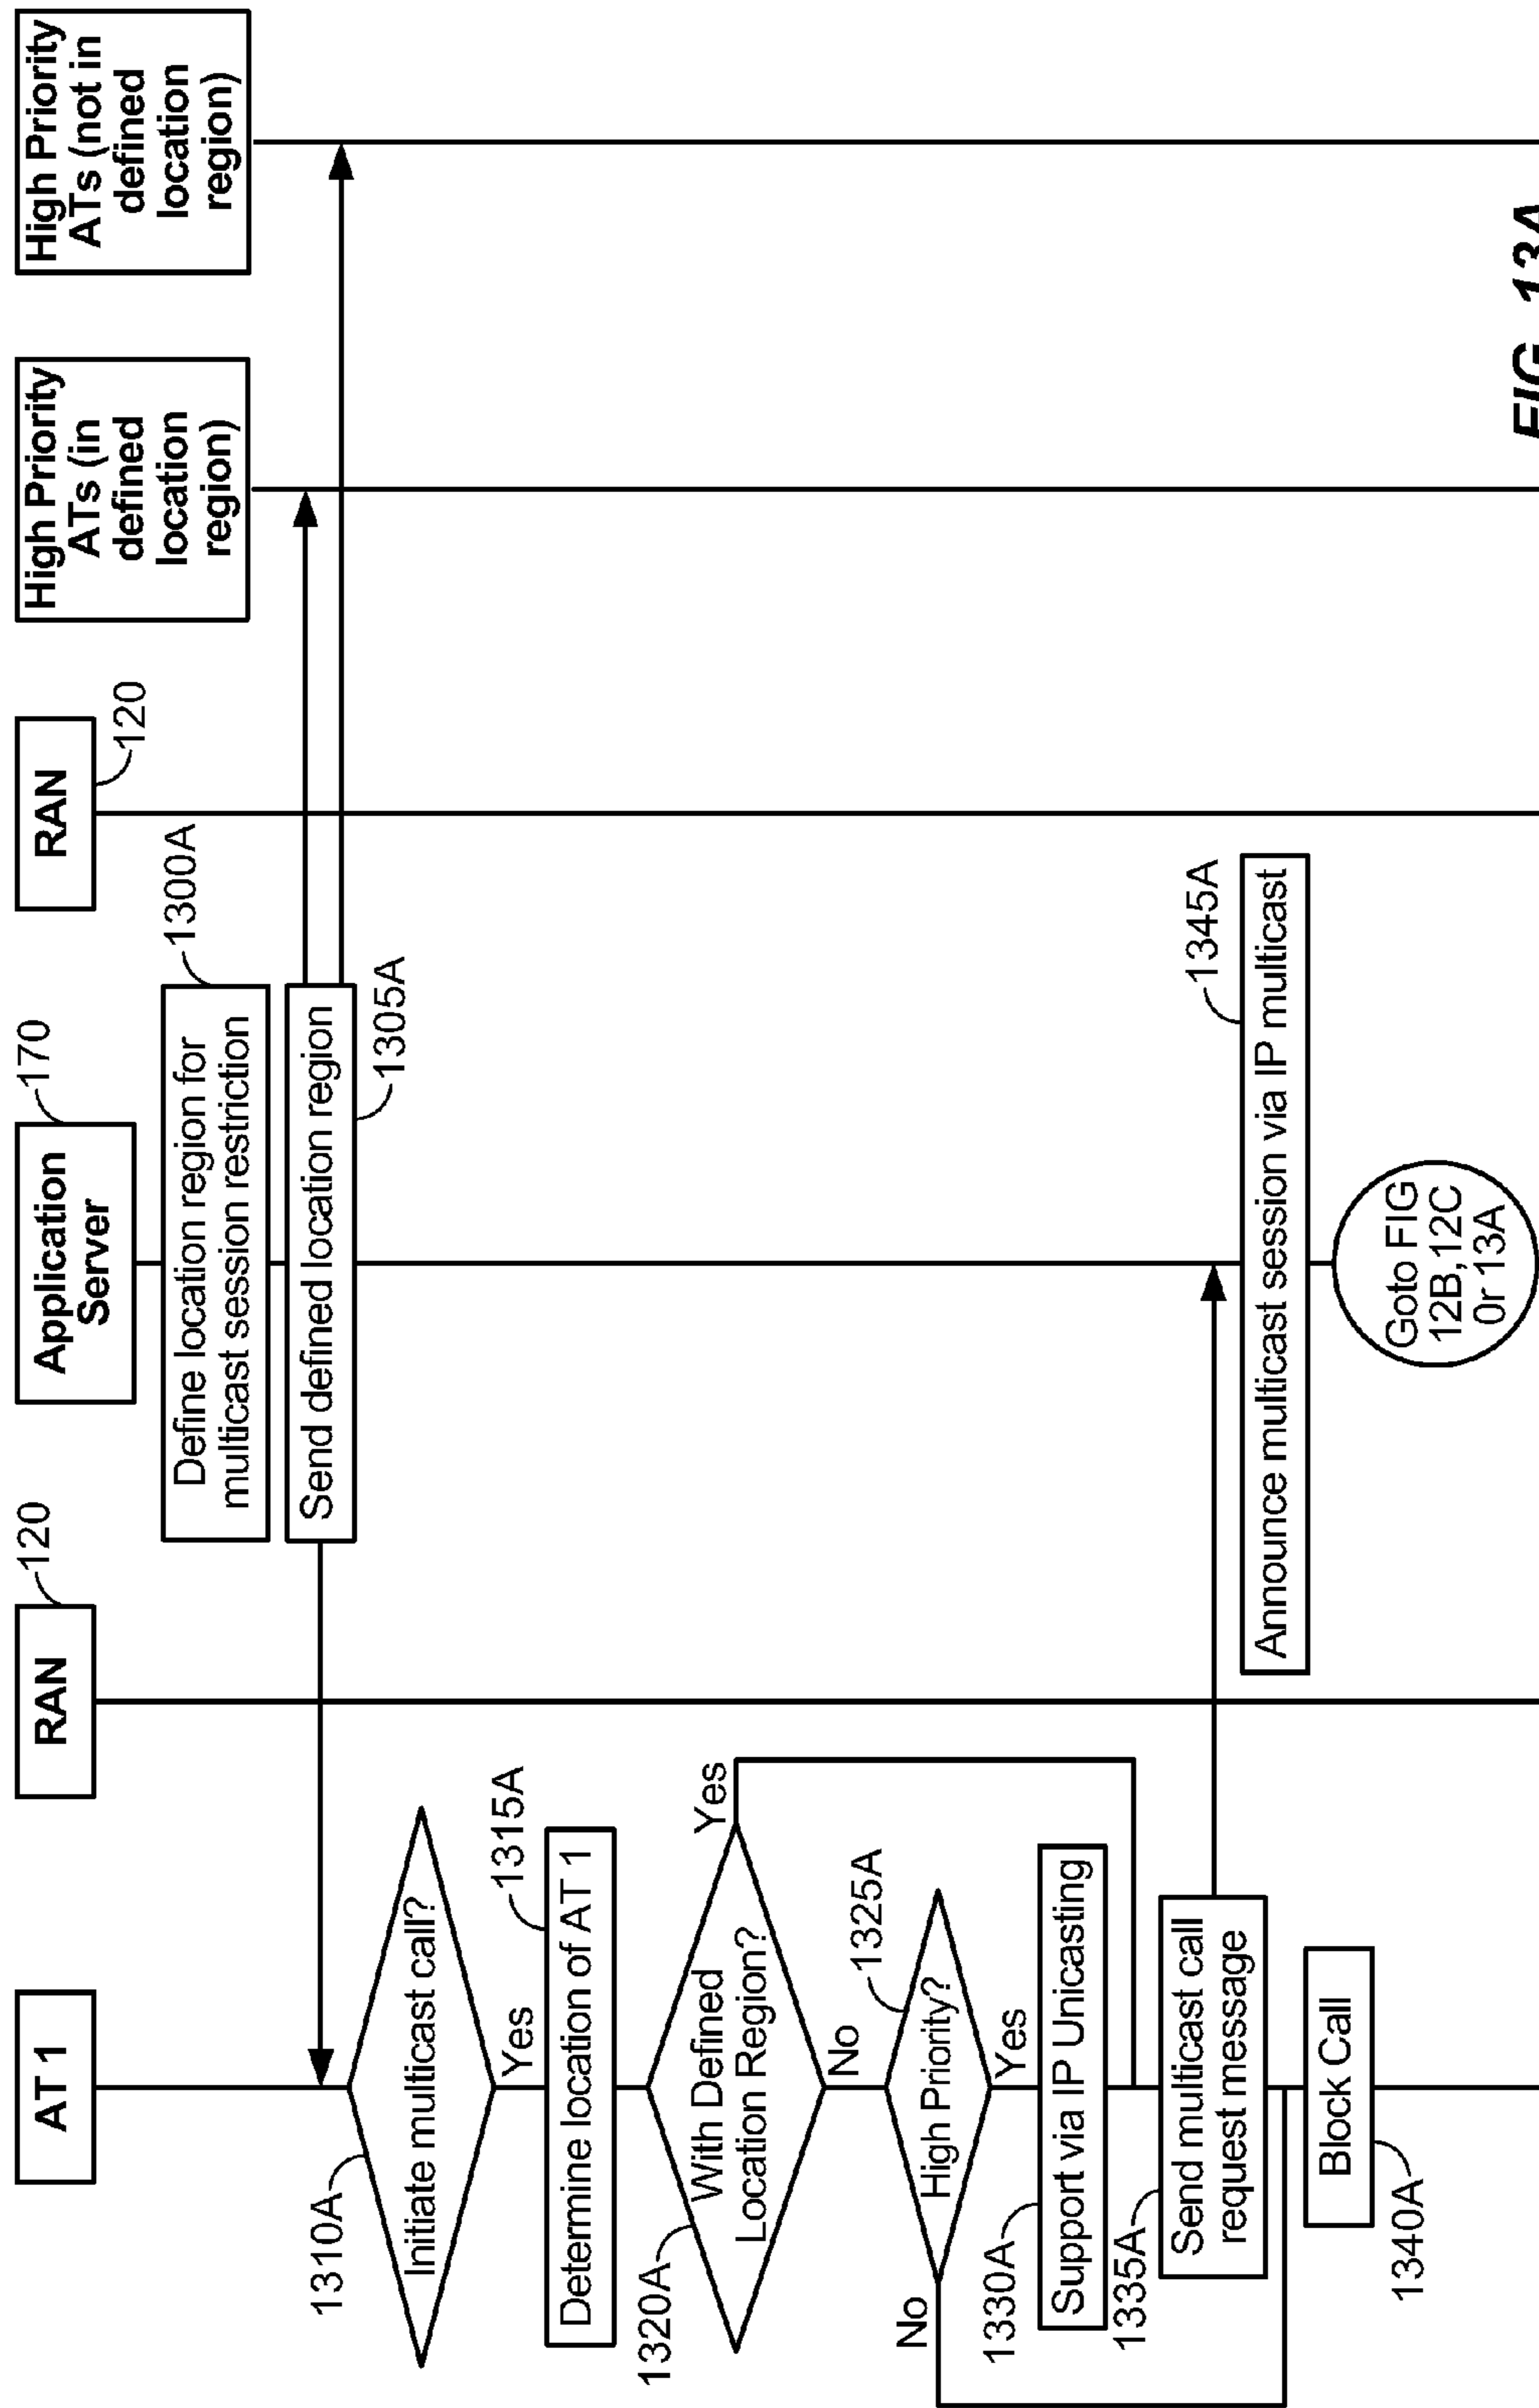 AT 1
RAN
120
Application
Server
170
RAN
120
High Priority
ATs (in
defined
location
region)
High Priority
ATs (not in
defined
location
region)
Define location region for
multicast session restriction
1300A
Send defined location region
1305A
1310A
Initiate multicast call?
Yes
Determine location of AT 1
1315A
1320A
With Defined
Location Region?
Yes
No
High Priority?
1325A
No
Yes
1330A
Support via IP Unicasting
1335A
Send multicast call
request message
Block Call
1340A
Announce multicast session via IP multicast
1345A
Goto FIG
12B, 12C
0r 13A
FIG. 13A